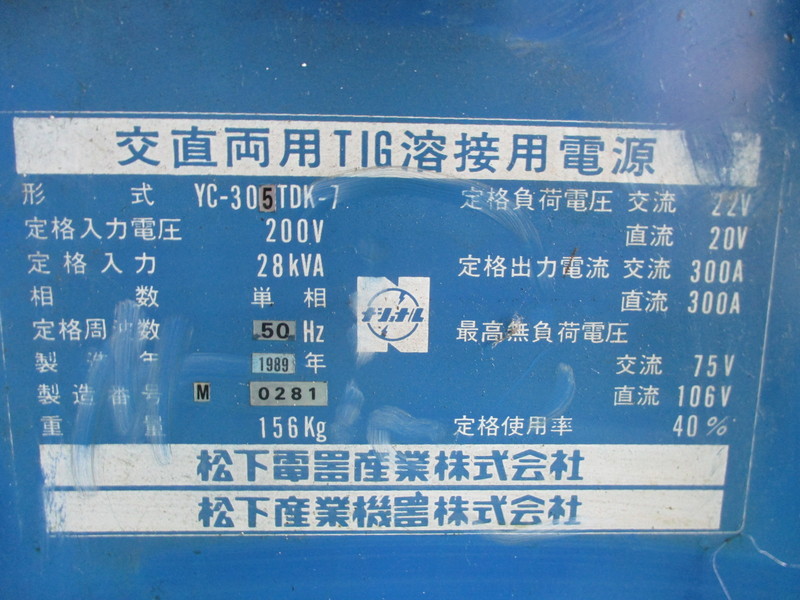 交直両用TIG溶接用電源
形式 YC-305TDK-7
定格入力電圧 200V
定格入力 28kVA
相数 単相
定格周波数 50 Hz
製造年 1989年
製造番号 M 0281
重量 156Kg
ナショナル
定格負荷電圧 交流 22V
直流 20V
定格出力電流 交流 300A
直流 300A
最高無負荷電圧
交流 75V
直流 106V
定格使用率 40%
松下電器産業株式会社
松下産業機器株式会社